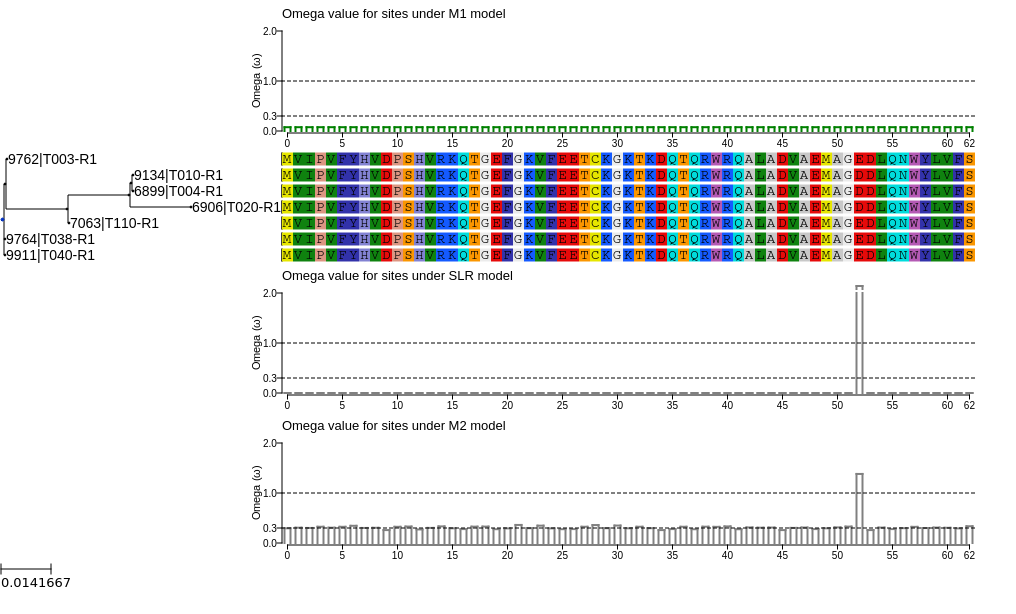 Omega value for sites under M1 model
2.0
Omega (ω)
1.0
0.3
0.0
0 5 10 15 20 25 30 35 40 45 50 55 60 62
9762|T003-R1 MVIPVFYHVDPSHVRKQTGEFGKVFEETCKGKTKDQTQRWRQALADVAEMAGEDLQNWYLVFS
9134|T010-R1 MVIPVFYHVDPSHVRKQTGEFGKVFEETCKGKTKDQTQRWRQALADVAEMAGDDLQNWYLVFS
6899|T004-R1 MVIPVFYHVDPSHVRKQTGEFGKVFEETCKGKTKDQTQRWRQALADVAEMAGEDLQNWYLVFS
6906|T020-R1 MVIPVFYHVDPSHVRKQTGEFGKVFEETCKGKTKDQTQRWRQALADVAEMAGDDLQNWYLVFS
7063|T110-R1 MVIPVFYHVDPSHVRKQTGEFGKVFEETCKGKTKDQTQRWRQALADVAEMAGEDLQNWYLVFS
9764|T038-R1 MVIPVFYHVDPSHVRKQTGEFGKVFEETCKGKTKDQTQRWRQALADVAEMAGEDLQNWYLVFS
9911|T040-R1 MVIPVFYHVDPSHVRKQTGEFGKVFEETCKGKTKDQTQRWRQALADVAEMAGEDLQNWYLVFS
Omega value for sites under SLR model
2.0
Omega (ω)
1.0
0.3
0.0
0 5 10 15 20 25 30 35 40 45 50 55 60 62
Omega value for sites under M2 model
2.0
Omega (ω)
1.0
0.3
0.0
0 5 10 15 20 25 30 35 40 45 50 55 60 62
0.0141667